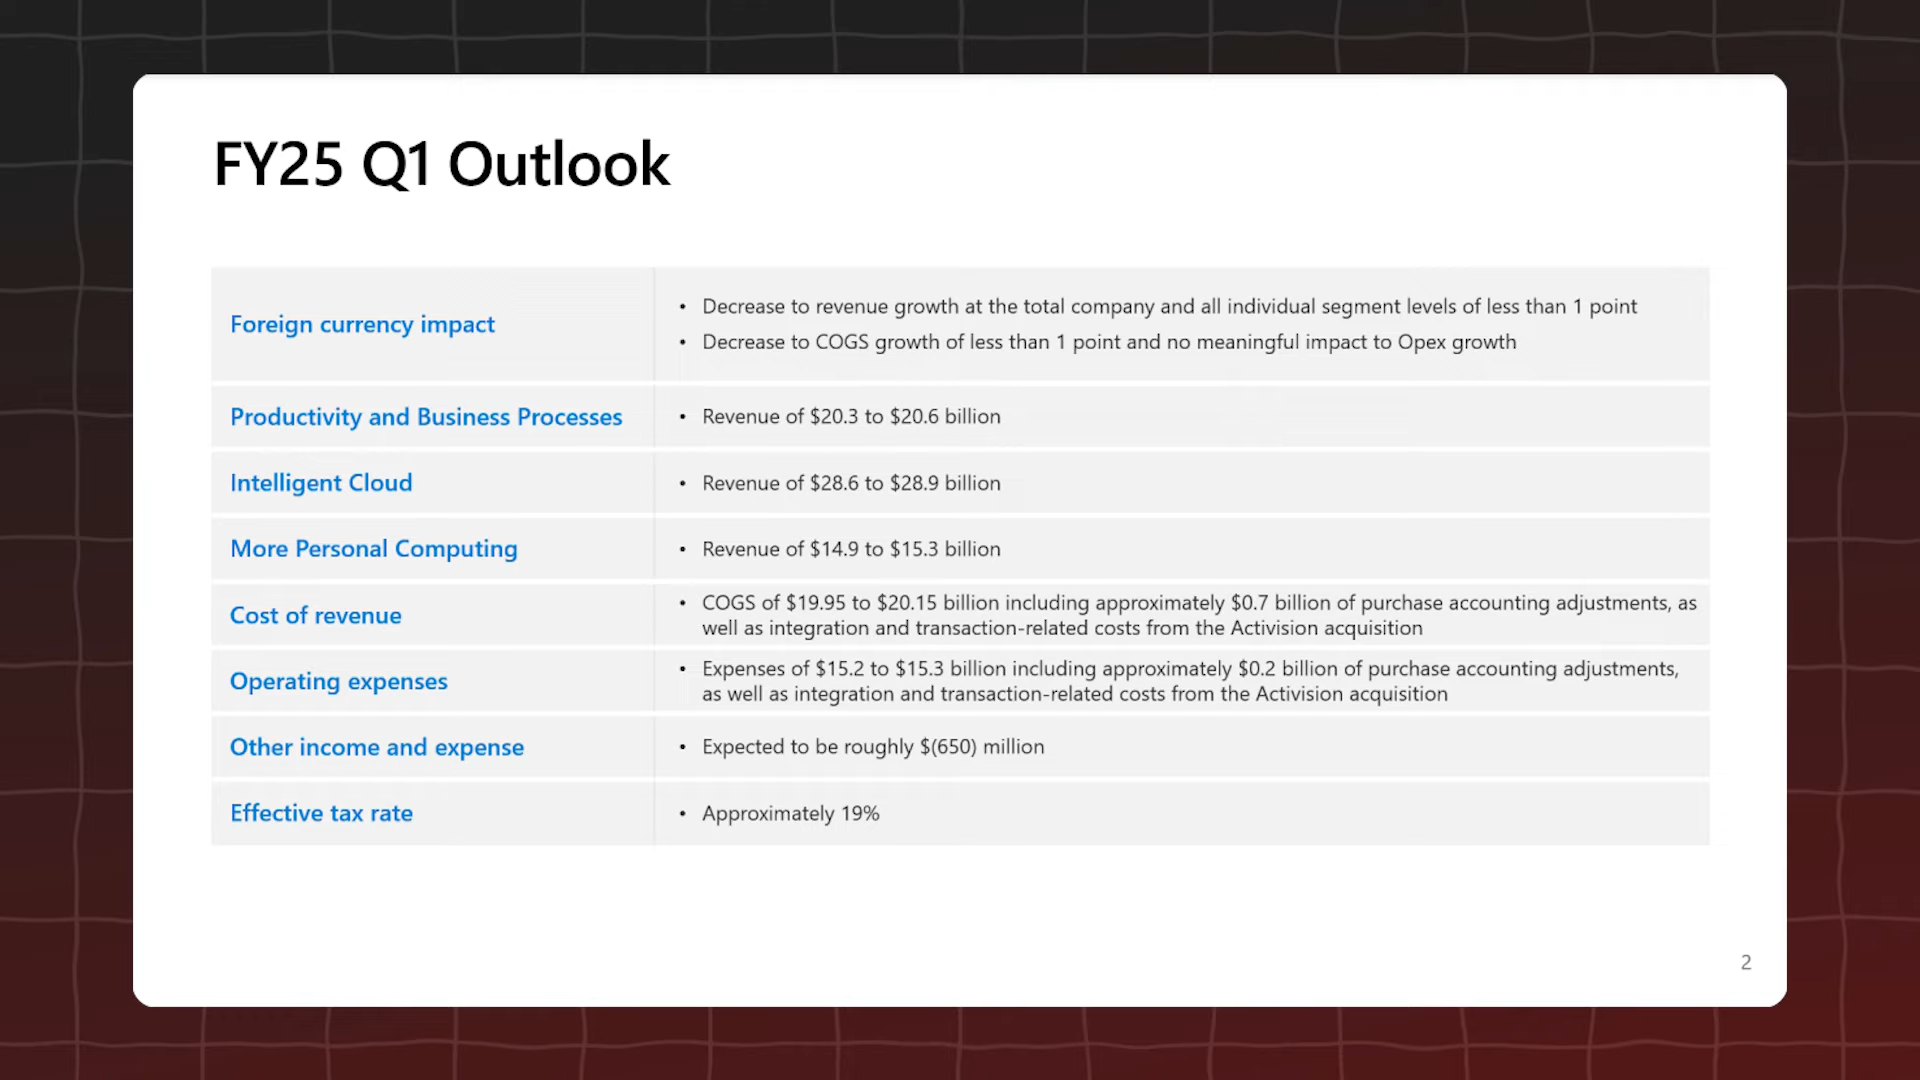 FY25 Q1 Outlook
Foreign currency impact
• Decrease to revenue growth at the total company and all individual segment levels of less than 1 point
• Decrease to COGS growth of less than 1 point and no meaningful impact to Opex growth
Productivity and Business Processes
• Revenue of $20.3 to $20.6 billion
Intelligent Cloud
• Revenue of $28.6 to $28.9 billion
More Personal Computing
• Revenue of $14.9 to $15.3 billion
Cost of revenue
• COGS of $19.95 to $20.15 billion including approximately $0.7 billion of purchase accounting adjustments, as
well as integration and transaction-related costs from the Activision acquisition
Operating expenses
• Expenses of $15.2 to $15.3 billion including approximately $0.2 billion of purchase accounting adjustments,
as well as integration and transaction-related costs from the Activision acquisition
Other income and expense
• Expected to be roughly $(650) million
Effective tax rate
• Approximately 19%
2